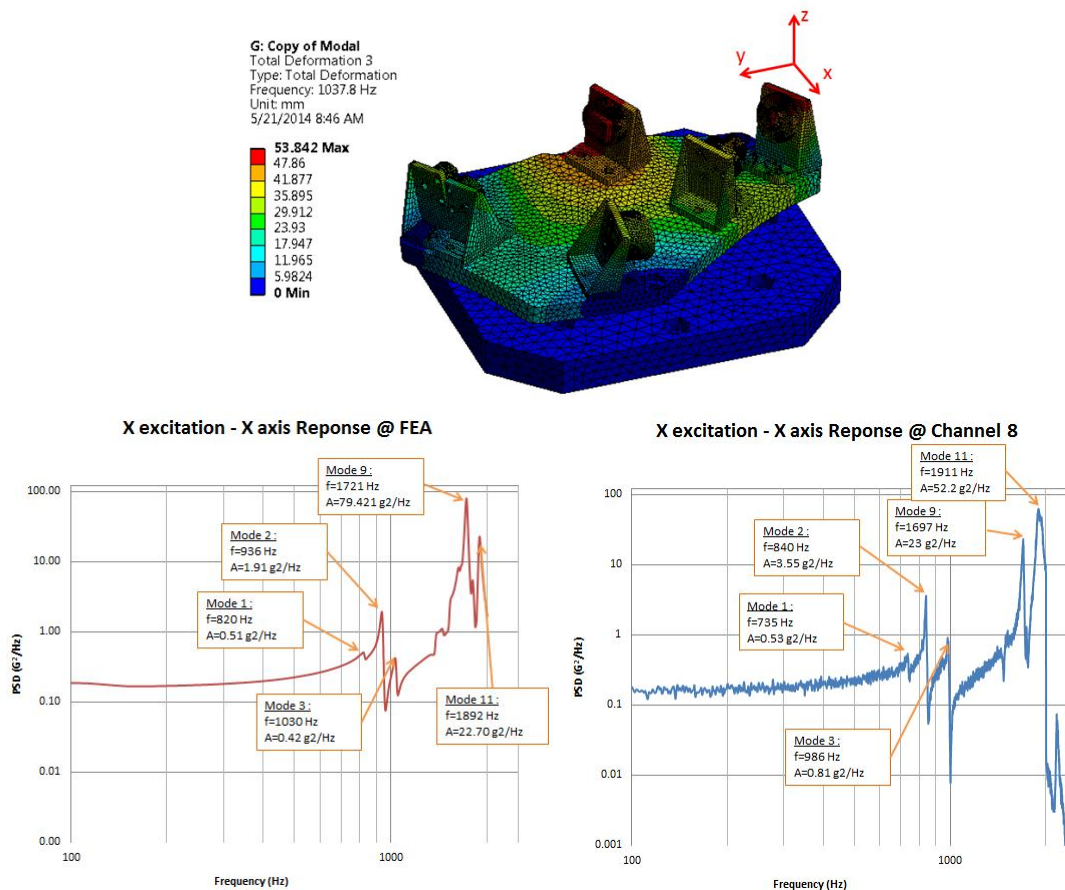 G: Copy of Modal
Total Deformation 3
Type: Total Deformation
Frequency: 1037.8 Hz
Unit: mm
5/21/2014 8:46 AM
53.842 Max
47.86
41.877
35.895
29.912
23.93
17.947
11.965
5.9824
0 Min
z
y
x
X excitation - X axis Reponse @ FEA
Mode 9 :
f=1721 Hz
A=79.421 g2/Hz
Mode 2 :
f=936 Hz
A=1.91 g2/Hz
Mode 1 :
f=820 Hz
A=0.51 g2/Hz
Mode 3 :
f=1030 Hz
A=0.42 g2/Hz
Mode 11 :
f=1892 Hz
A=22.70 g2/Hz
100.00
10.00
1.00
0.10
0.01
0.00
PSD (G²/Hz)
100
1000
Frequency (Hz)
X excitation - X axis Reponse @ Channel 8
Mode 11 :
f=1911 Hz
A=52.2 g2/Hz
Mode 9 :
f=1697 Hz
A=23 g2/Hz
Mode 2 :
f=840 Hz
A=3.55 g2/Hz
Mode 1 :
f=735 Hz
A=0.53 g2/Hz
Mode 3 :
f=986 Hz
A=0.81 g2/Hz
100
10
1
0.1
0.01
0.001
PSD (G²/Hz)
100
1000
Frequency (Hz)